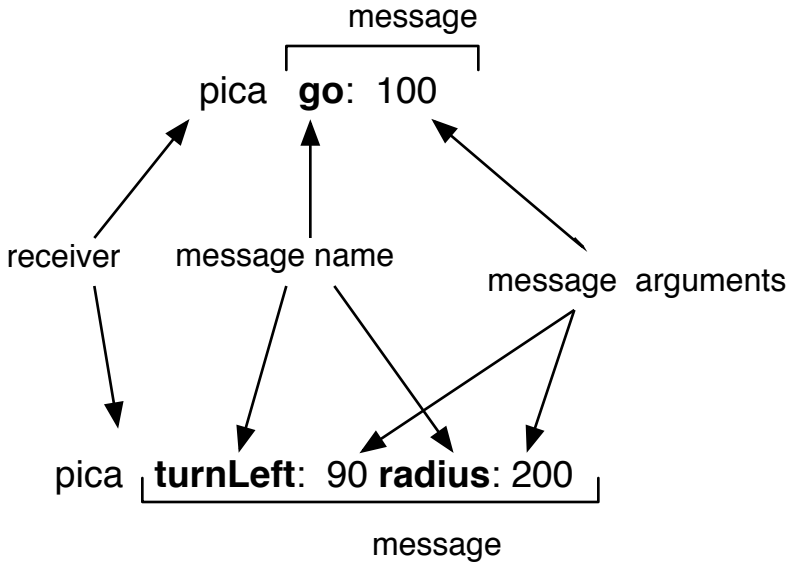 message
pica go: 100
receiver
message name
message arguments
pica turnLeft: 90 radius: 200
message